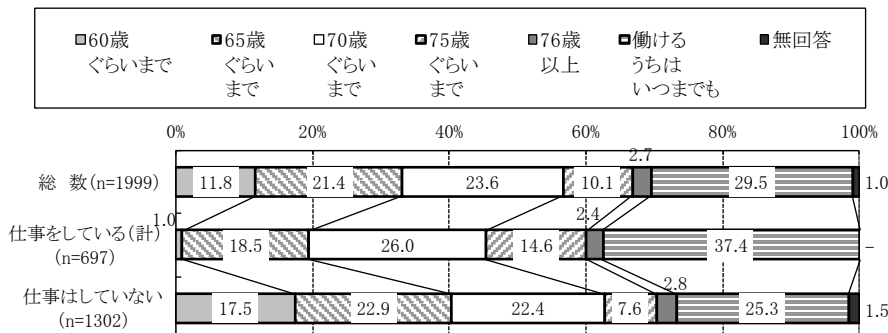 60歳 65歳 70歳 75歳 76歳 働ける 無回答
ぐらいまで ぐらい ぐらい ぐらい 以上 うちは
まで まで まで いつまでも
0% 20% 40% 60% 80% 100%
2.7
総 数(n=1999) 11.8 21.4 23.6 10.1 29.5 1.0
1.0 2.4
仕事をしている(計) 18.5 26.0 14.6 37.4 -
(n=697)
2.8
仕事はしていない 17.5 22.9 22.4 7.6 25.3 1.5
(n=1302)